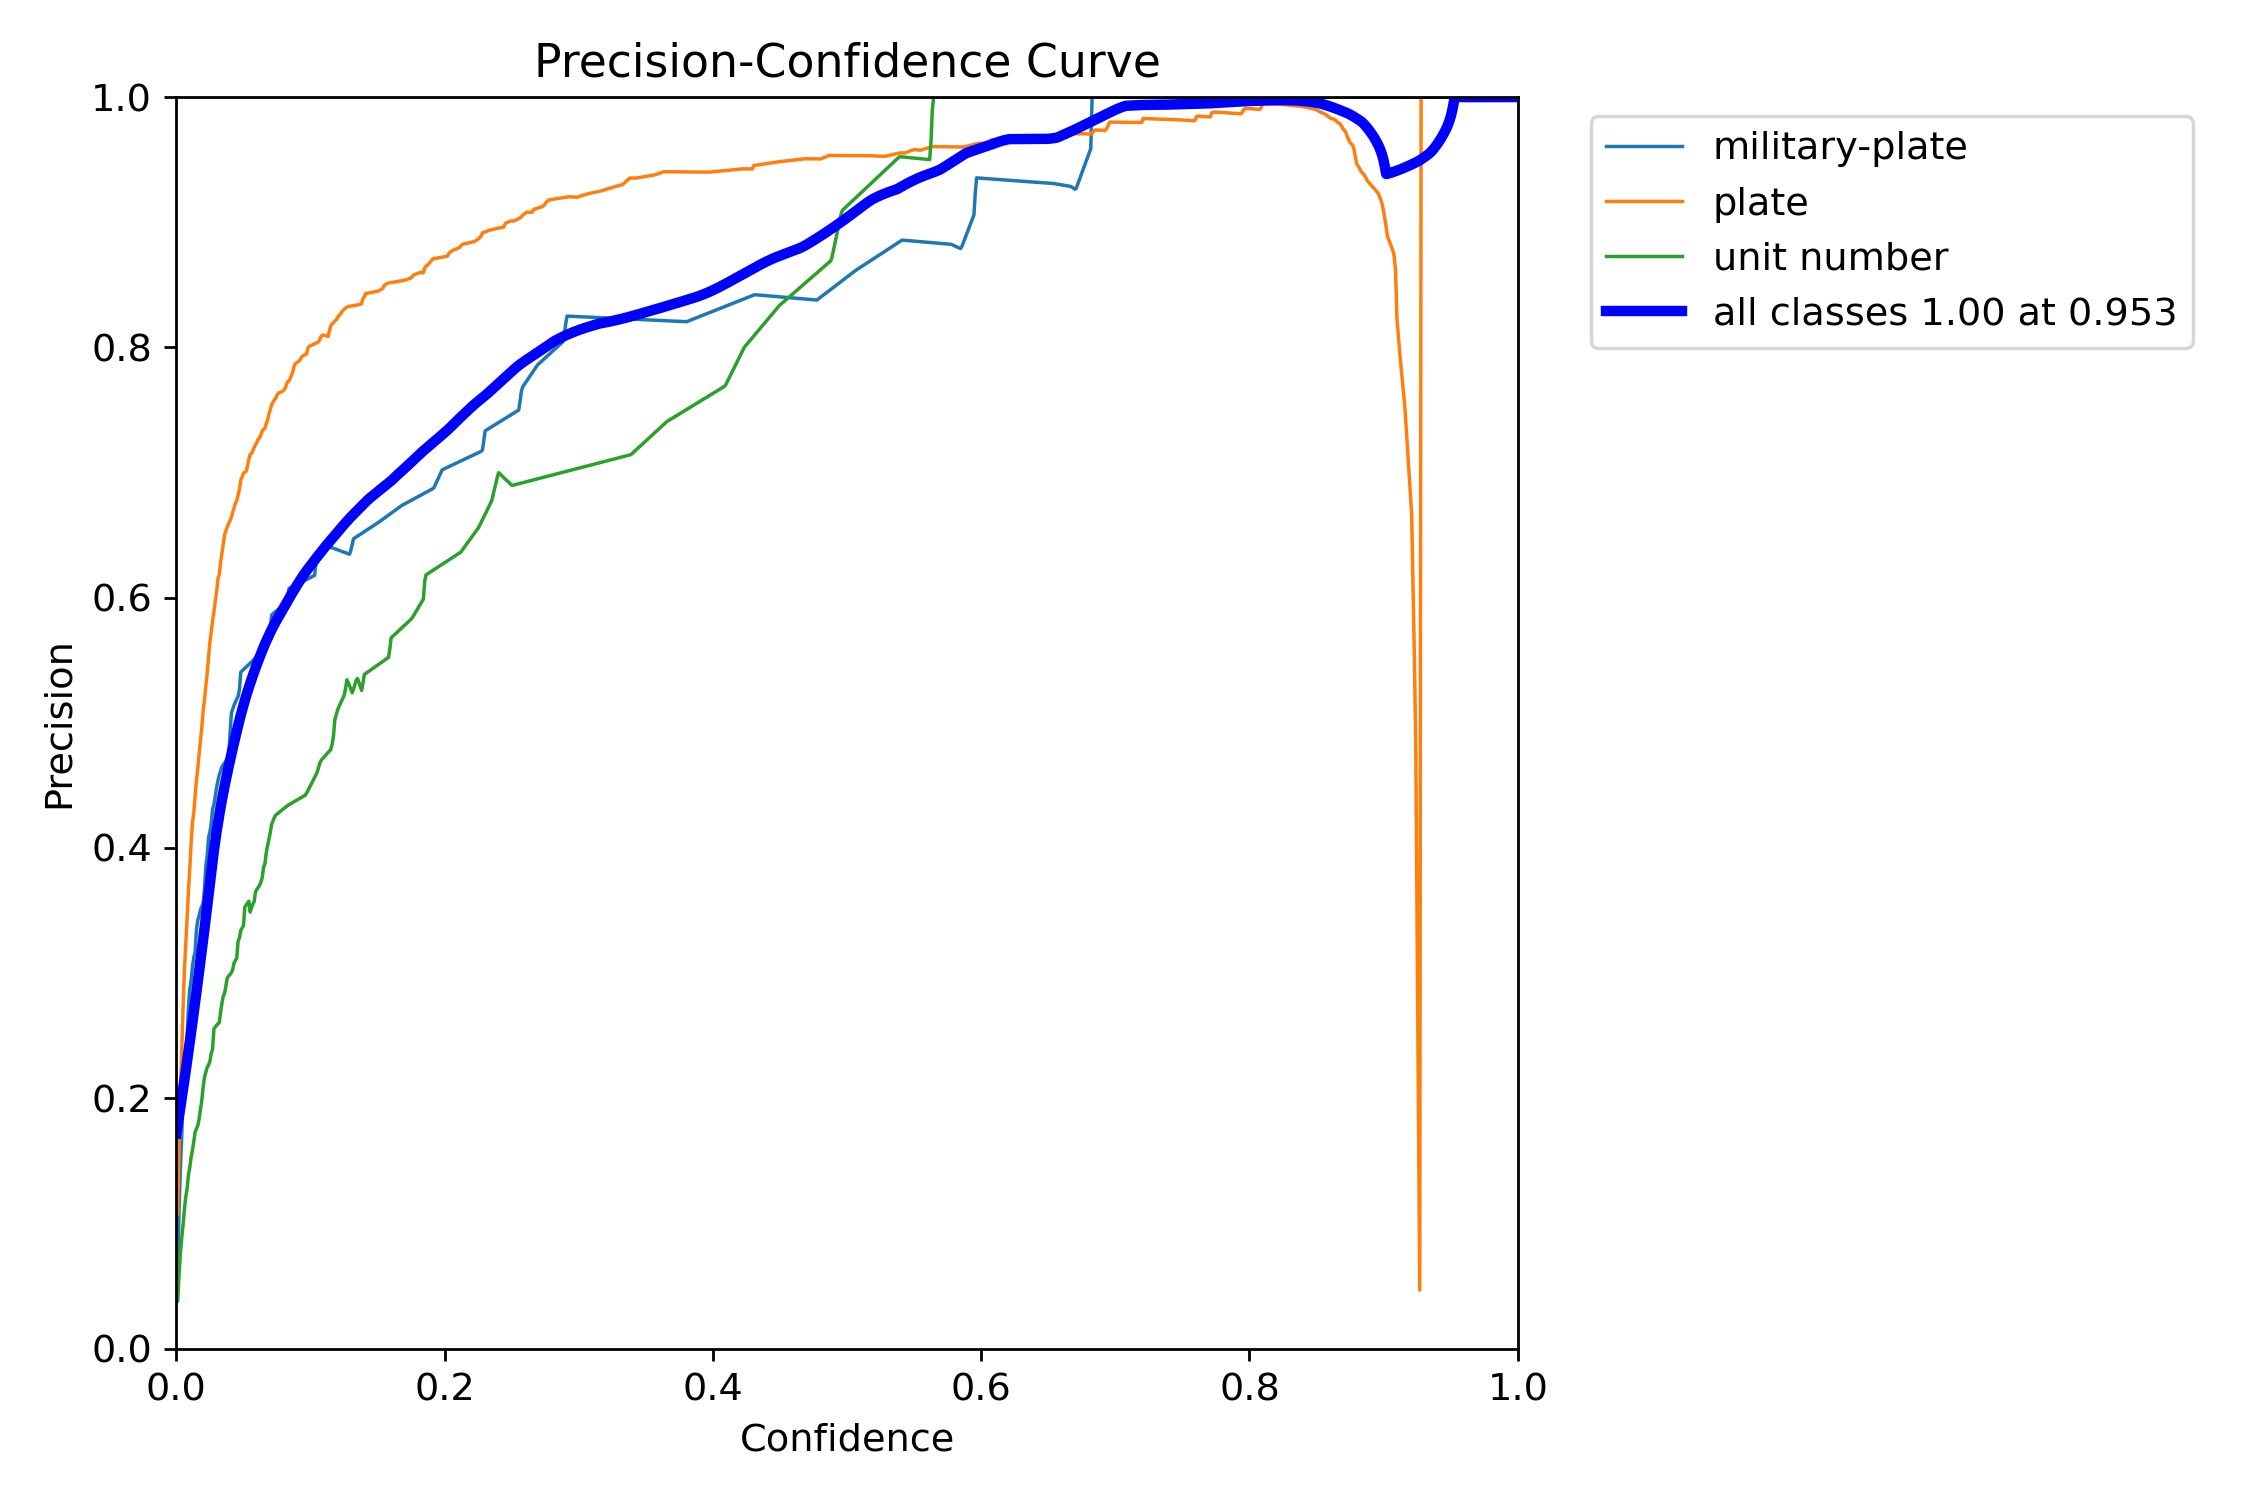 Precision-Confidence Curve
1.0
0.8
0.6
0.4
0.2
0.0
Precision
0.0 0.2 0.4 0.6 0.8 1.0
Confidence
military-plate
plate
unit number
all classes 1.00 at 0.953